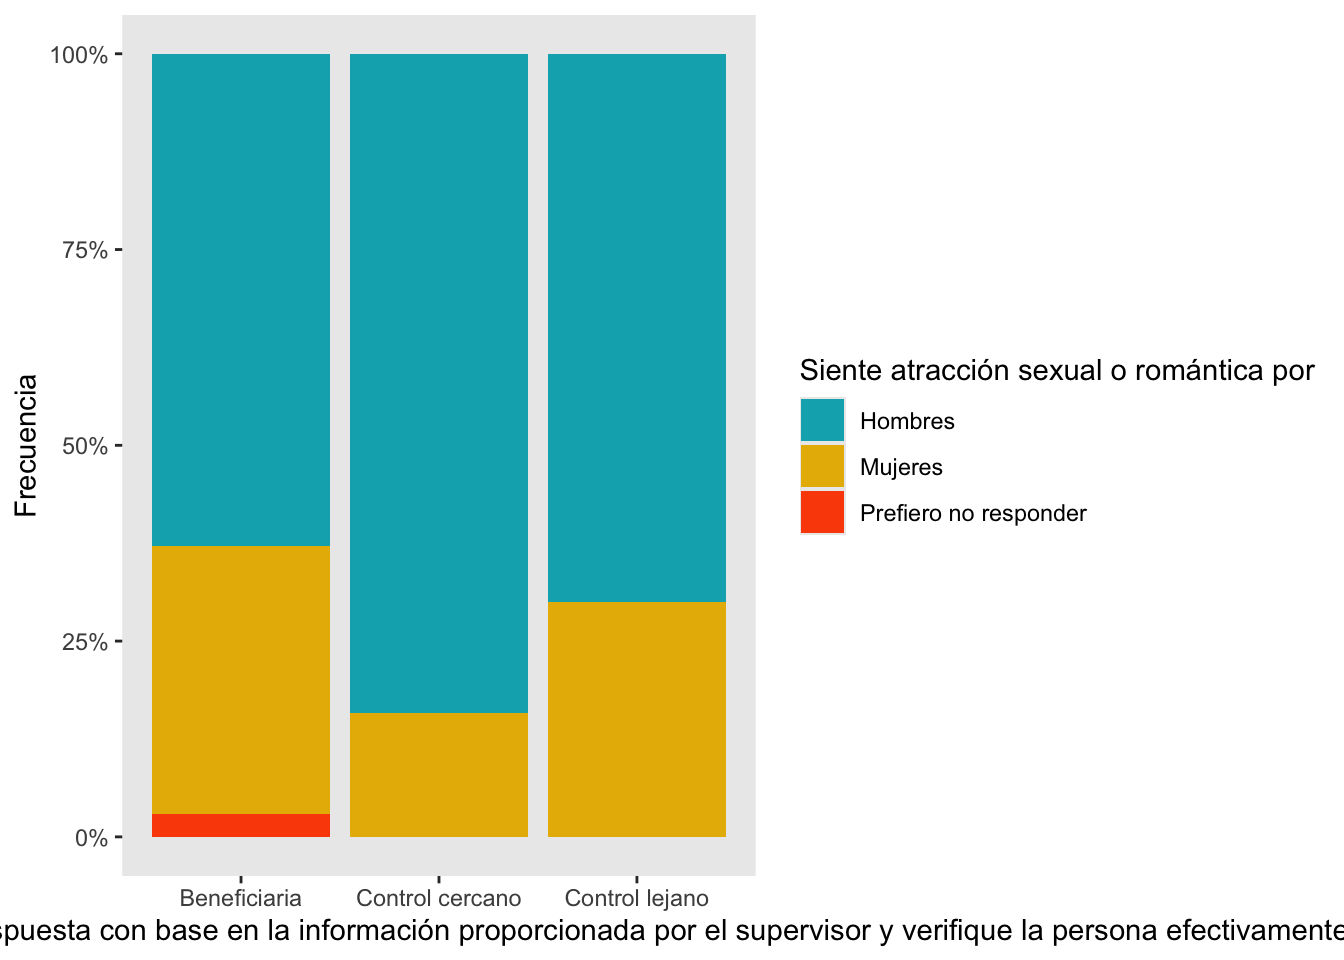 100%
75%
50%
25%
0%
Frecuencia
Beneficiaria
Control cercano
Control lejano
con base en la información proporcionada por el supervisor y verifique la persona efectivamente
Siente atracción sexual o romántica por
Hombres
Mujeres
Prefiero no responder